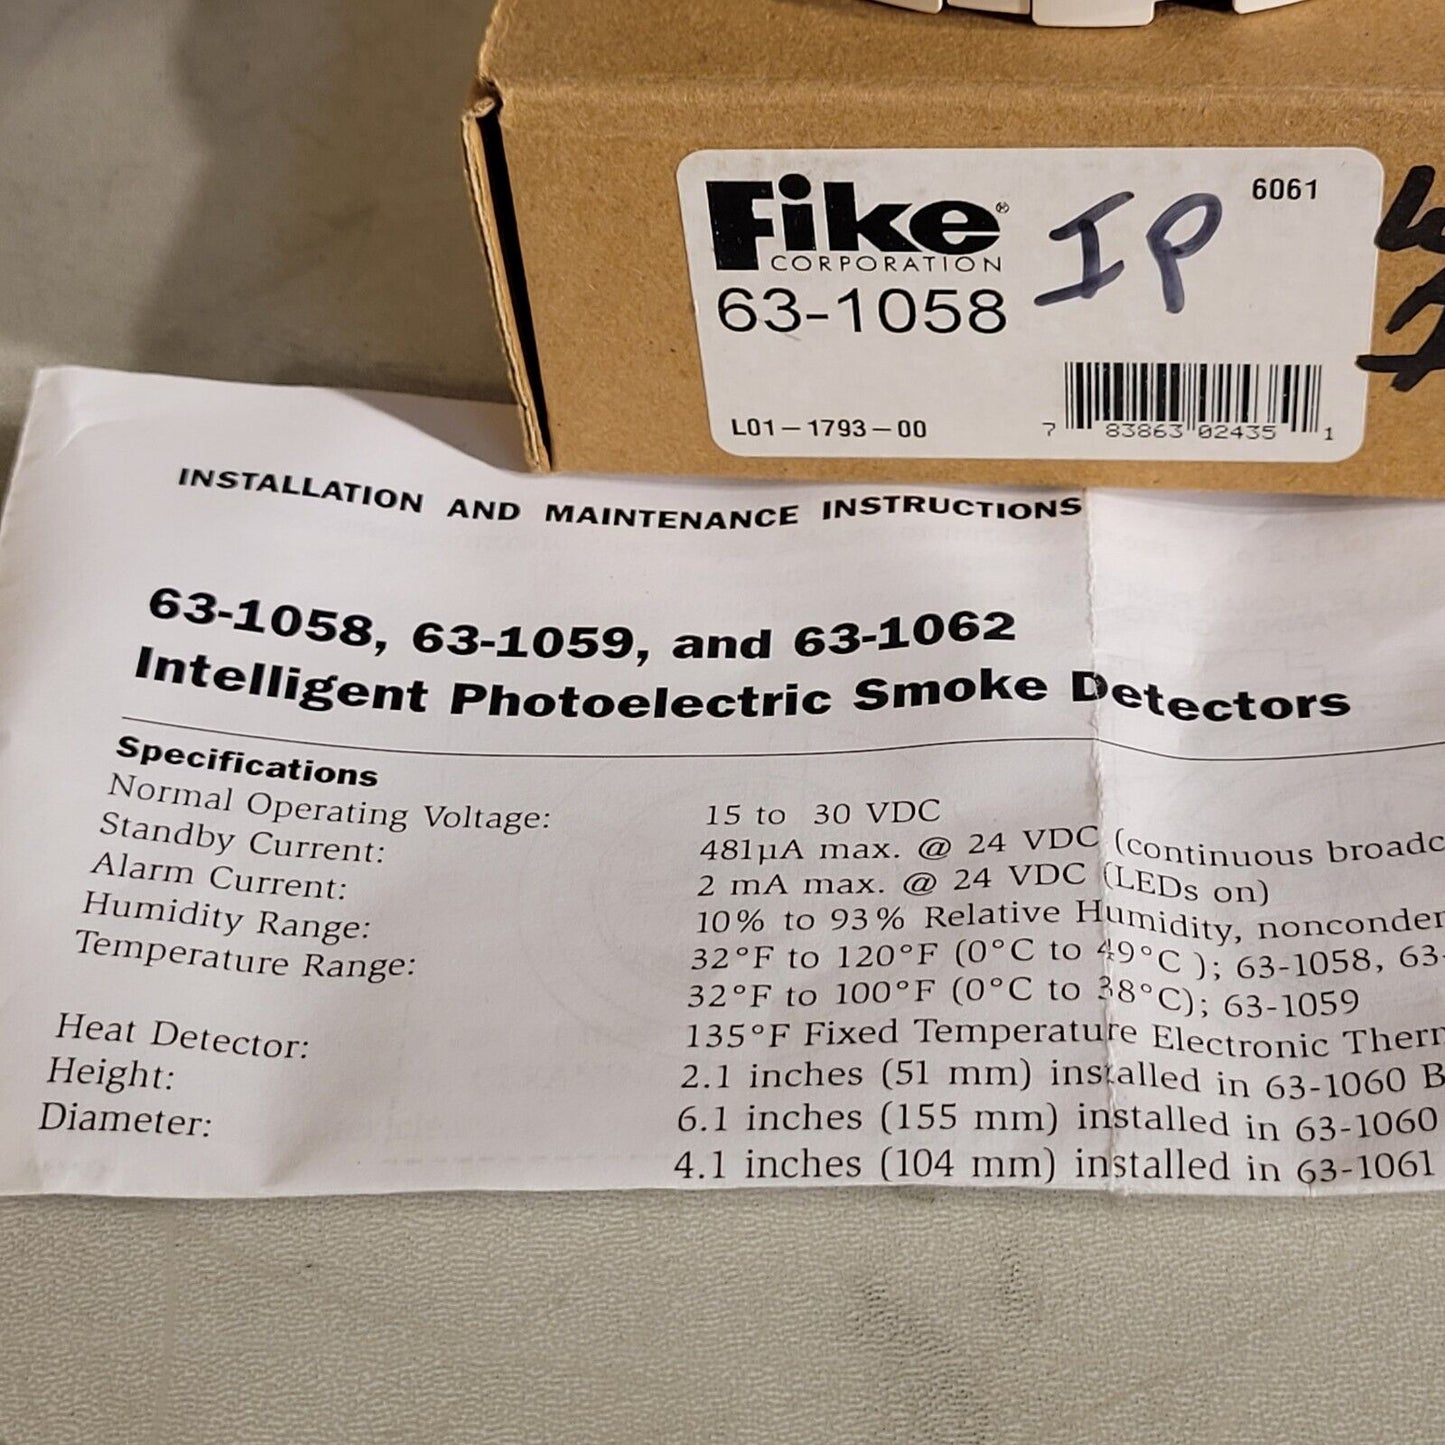 Fike®
CORPORATION
IP
6061
63-1058
L01-1793-00
7 83863 02435 1
INSTALLATION AND MAINTENANCE INSTRUCTIONS
63-1058, 63-1059, and 63-1062
Intelligent Photoelectric Smoke Detectors
Specifications
Normal Operating Voltage: 15 to 30 VDC
Standby Current: 481µA max. @ 24 VDC (continuous broadc
Alarm Current: 2 mA max. @ 24 VDC (LEDs on)
Humidity Range: 10% to 93% Relative Humidity, nonconden
Temperature Range: 32°F to 120°F (0°C to 49°C ); 63-1058, 63-
32°F to 100°F (0°C to 38°C); 63-1059
Heat Detector: 135°F Fixed Temperature Electronic Therm
Height: 2.1 inches (51 mm) installed in 63-1060 B
Diameter: 6.1 inches (155 mm) installed in 63-1060
4.1 inches (104 mm) installed in 63-1061